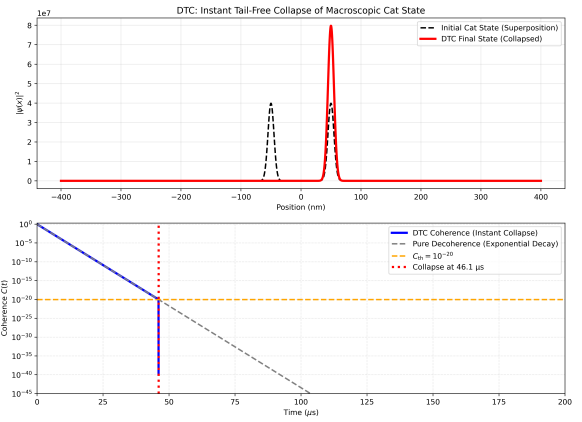 DTC: Instant Tail-Free Collapse of Macroscopic Cat State
1e7
8
7
6
5
4
3
2
1
0
|ψ(x)|²
Initial Cat State (Superposition)
DTC Final State (Collapsed)
−400 −300 −200 −100 0 100 200 300 400
Position (nm)
10⁰
10⁻⁵
10⁻¹⁰
10⁻¹⁵
10⁻²⁰
10⁻²⁵
10⁻³⁰
10⁻³⁵
10⁻⁴⁰
10⁻⁴⁵
Coherence C(t)
DTC Coherence (Instant Collapse)
Pure Decoherence (Exponential Decay)
Cth = 10⁻²⁰
Collapse at 46.1 μs
0 25 50 75 100 125 150 175 200
Time (μs)